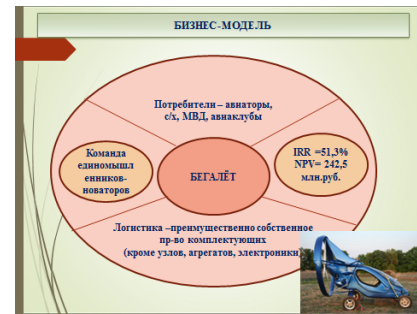 БИЗНЕС-МОДЕЛЬ
Потребители – авиаторы,
с/х, МВД, авиаклубы
Команда
единомышл
енников-
новаторов
БЕГАЛЁТ
IRR =51,3%
NPV= 242,5
млн.руб.
Логистика –преимущественно собственное
пр-во комплектующих
(кроме узлов, агрегатов, электроники)